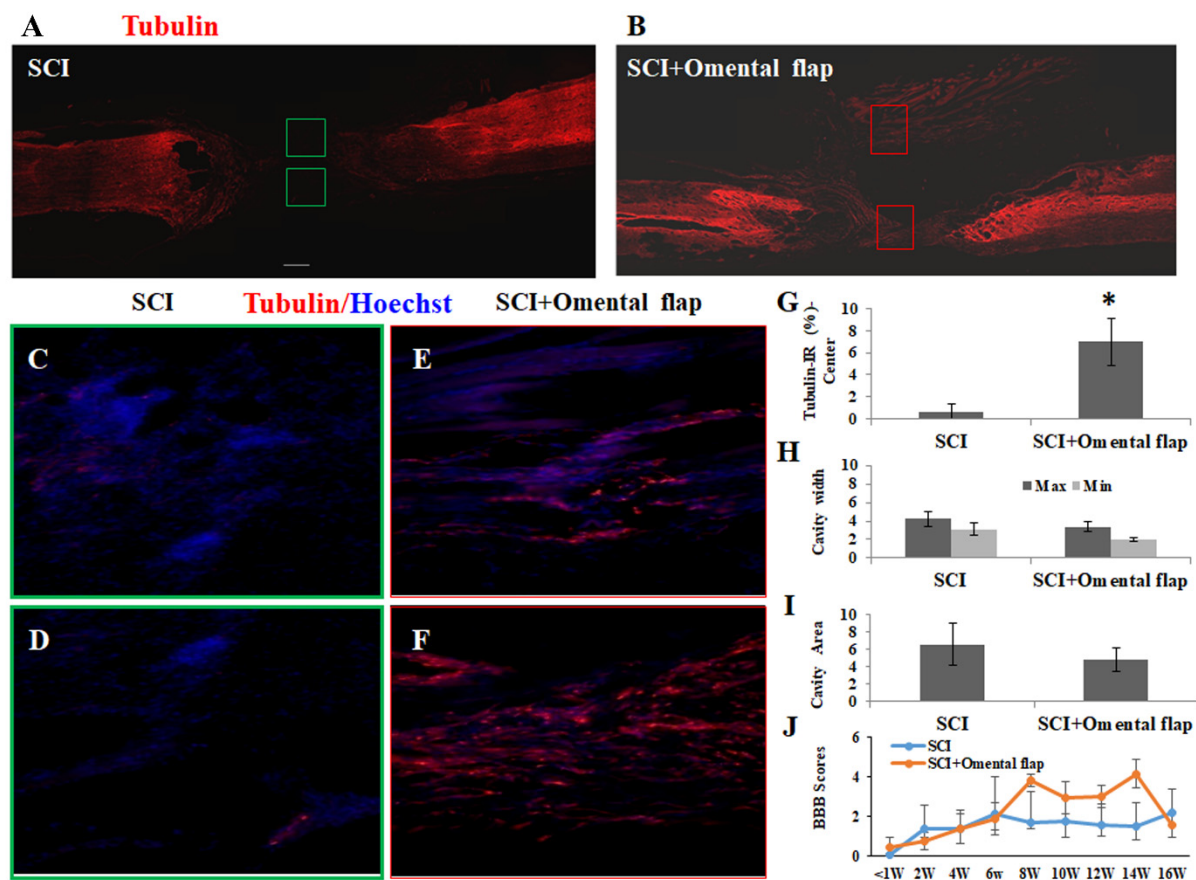 A Tubulin B
SCI
SCI+Omental flap
SCI Tubulin/Hoechst SCI+Omental flap
C
E
D
F
G
Tubulin-IR (%)-
Center
10
8
6
4
2
0
*
SCI SCI+Omental flap
H
Cavity width
10
8
6
4
2
0
Max Min
SCI SCI+Omental flap
I
Cavity Area
10
8
6
4
2
0
SCI SCI+Omental flap
J
BBB Scores
6
4
2
0
SCI
SCI+Omental flap
<1W 2W 4W 6w 8W 10W 12W 14W 16W